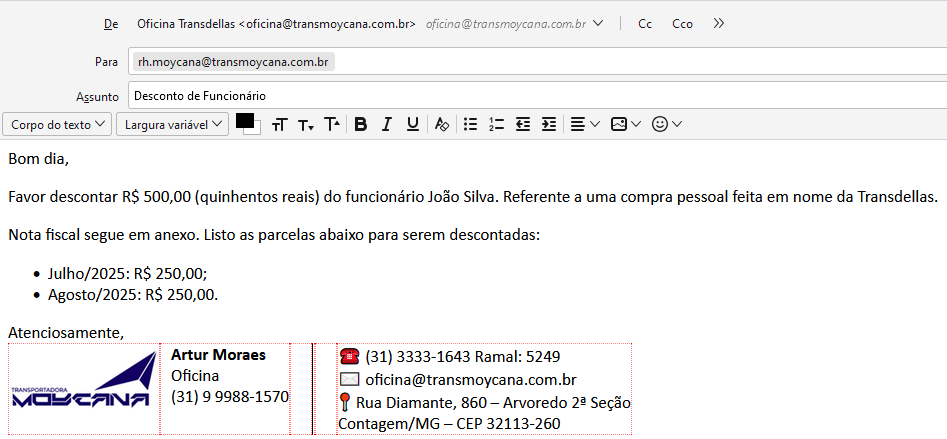 De Oficina Transdellas <oficina@transmoycana.com.br> oficina@transmoycana.com.br Cc Cco
Para rh.moycana@transmoycana.com.br
Assunto Desconto de Funcionário
Corpo do texto Largura variável
Bom dia,
Favor descontar R$ 500,00 (quinhentos reais) do funcionário João Silva. Referente a uma compra pessoal feita em nome da Transdellas.
Nota fiscal segue em anexo. Listo as parcelas abaixo para serem descontadas:
• Julho/2025: R$ 250,00;
• Agosto/2025: R$ 250,00.
Atenciosamente,
TRANSPORTADORA
MOYCANA
Artur Moraes
Oficina
(31) 9 9988-1570
(31) 3333-1643 Ramal: 5249
oficina@transmoycana.com.br
Rua Diamante, 860 – Arvoredo 2ª Seção
Contagem/MG – CEP 32113-260